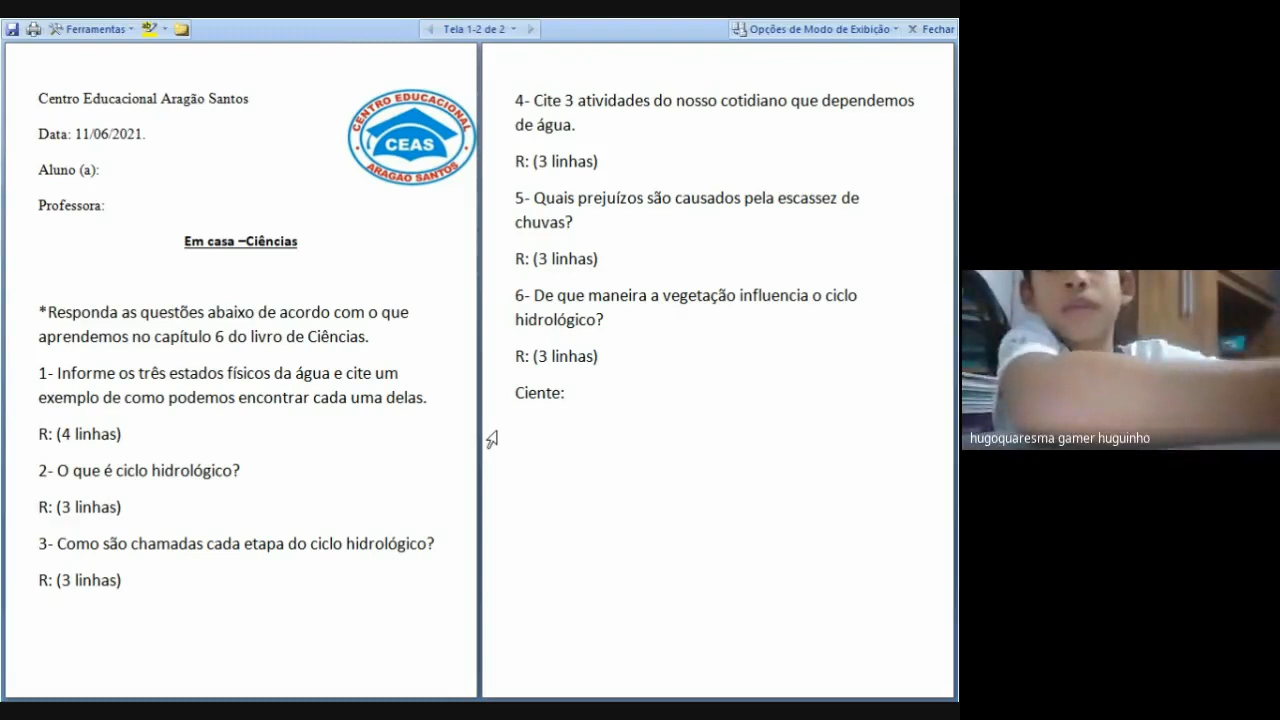 Ferramentas
Tela 1-2 de 2
Opções de Modo de Exibição
Fechar
Centro Educacional Aragão Santos
Data: 11/06/2021.
Aluno (a):
Professora:
CENTRO EDUCACIONAL
CEAS
ARAGÃO SANTOS
Em casa –Ciências
*Responda as questões abaixo de acordo com o que
aprendemos no capítulo 6 do livro de Ciências.
1- Informe os três estados físicos da água e cite um
exemplo de como podemos encontrar cada uma delas.
R: (4 linhas)
2- O que é ciclo hidrológico?
R: (3 linhas)
3- Como são chamadas cada etapa do ciclo hidrológico?
R: (3 linhas)
4- Cite 3 atividades do nosso cotidiano que dependemos
de água.
R: (3 linhas)
5- Quais prejuízos são causados pela escassez de
chuvas?
R: (3 linhas)
6- De que maneira a vegetação influencia o ciclo
hidrológico?
R: (3 linhas)
Ciente:
hugoquaresma gamer huguinho